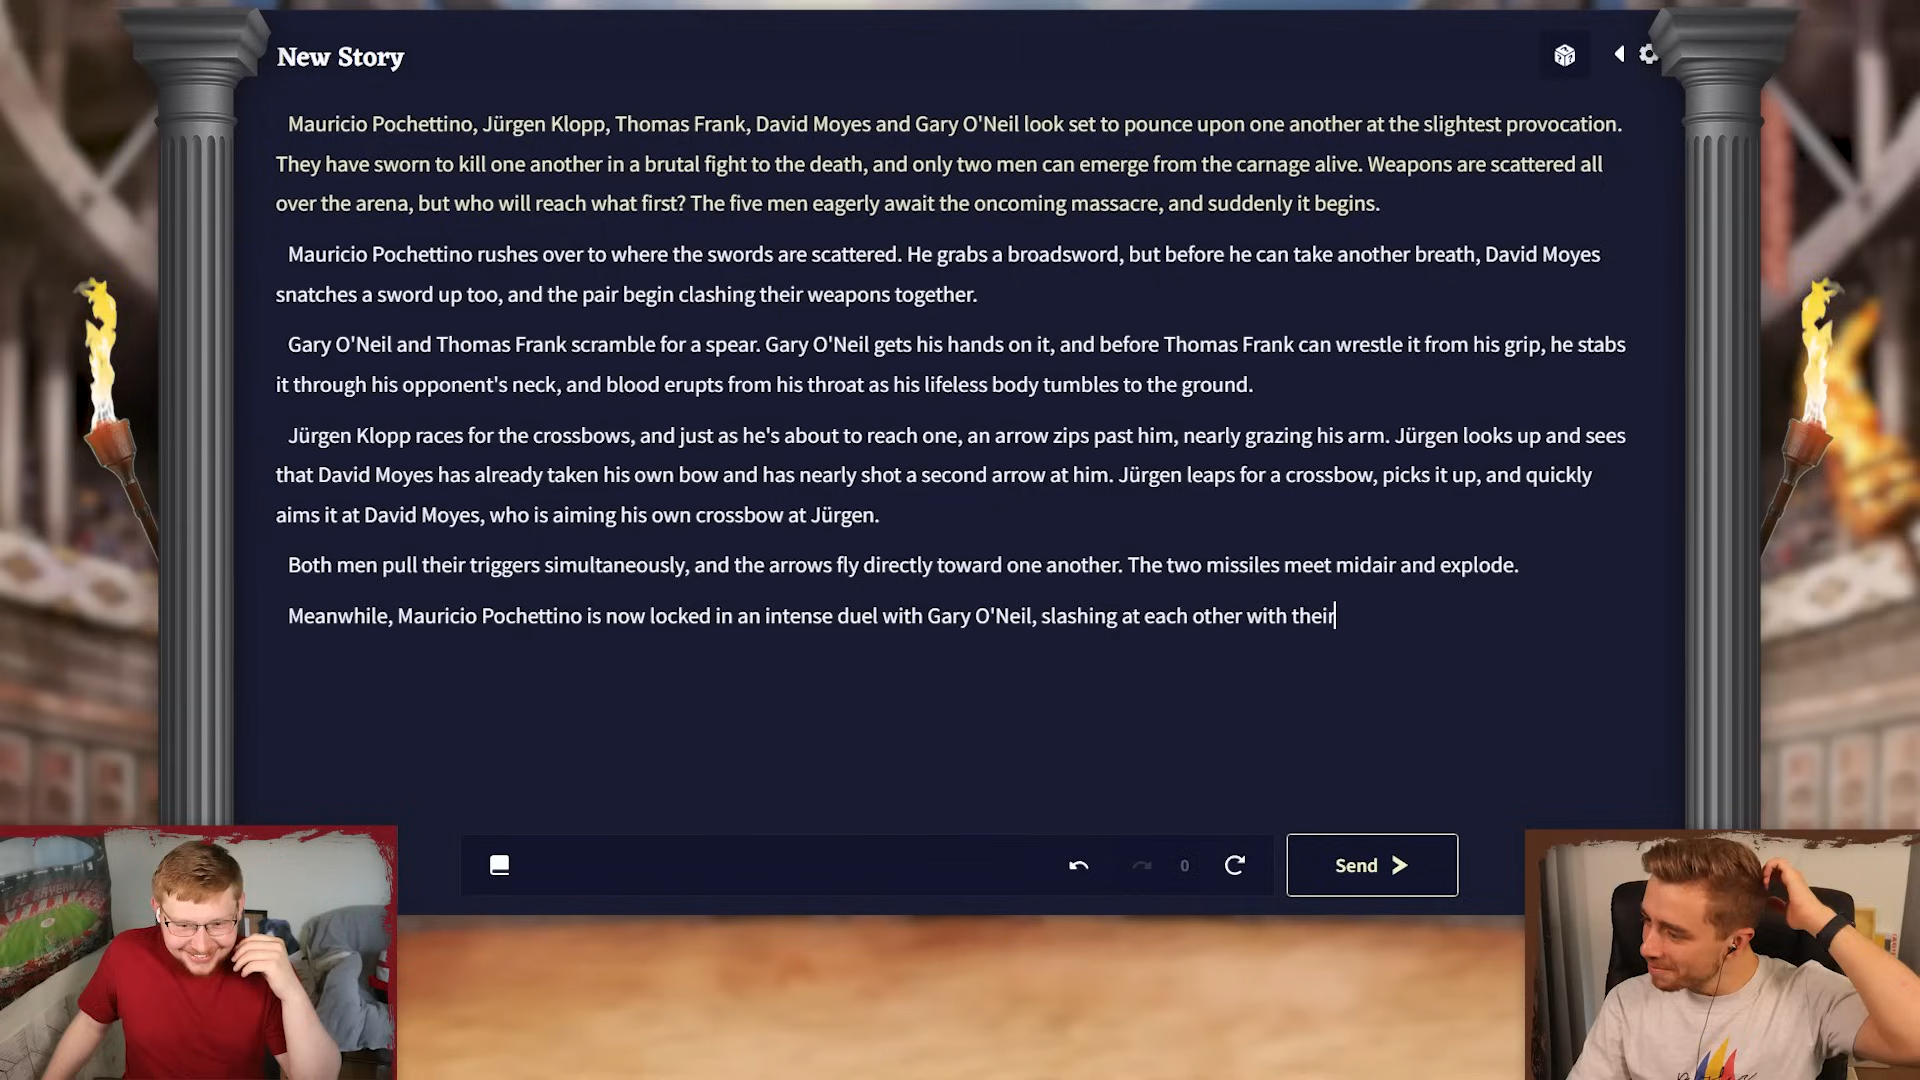 New Story
Mauricio Pochettino, Jürgen Klopp, Thomas Frank, David Moyes and Gary O'Neil look set to pounce upon one another at the slightest provocation.
They have sworn to kill one another in a brutal fight to the death, and only two men can emerge from the carnage alive. Weapons are scattered all
over the arena, but who will reach what first? The five men eagerly await the oncoming massacre, and suddenly it begins.
Mauricio Pochettino rushes over to where the swords are scattered. He grabs a broadsword, but before he can take another breath, David Moyes
snatches a sword up too, and the pair begin clashing their weapons together.
Gary O'Neil and Thomas Frank scramble for a spear. Gary O'Neil gets his hands on it, and before Thomas Frank can wrestle it from his grip, he stabs
it through his opponent's neck, and blood erupts from his throat as his lifeless body tumbles to the ground.
Jürgen Klopp races for the crossbows, and just as he's about to reach one, an arrow zips past him, nearly grazing his arm. Jürgen looks up and sees
that David Moyes has already taken his own bow and has nearly shot a second arrow at him. Jürgen leaps for a crossbow, picks it up, and quickly
aims it at David Moyes, who is aiming his own crossbow at Jürgen.
Both men pull their triggers simultaneously, and the arrows fly directly toward one another. The two missiles meet midair and explode.
Meanwhile, Mauricio Pochettino is now locked in an intense duel with Gary O'Neil, slashing at each other with their
0
Send